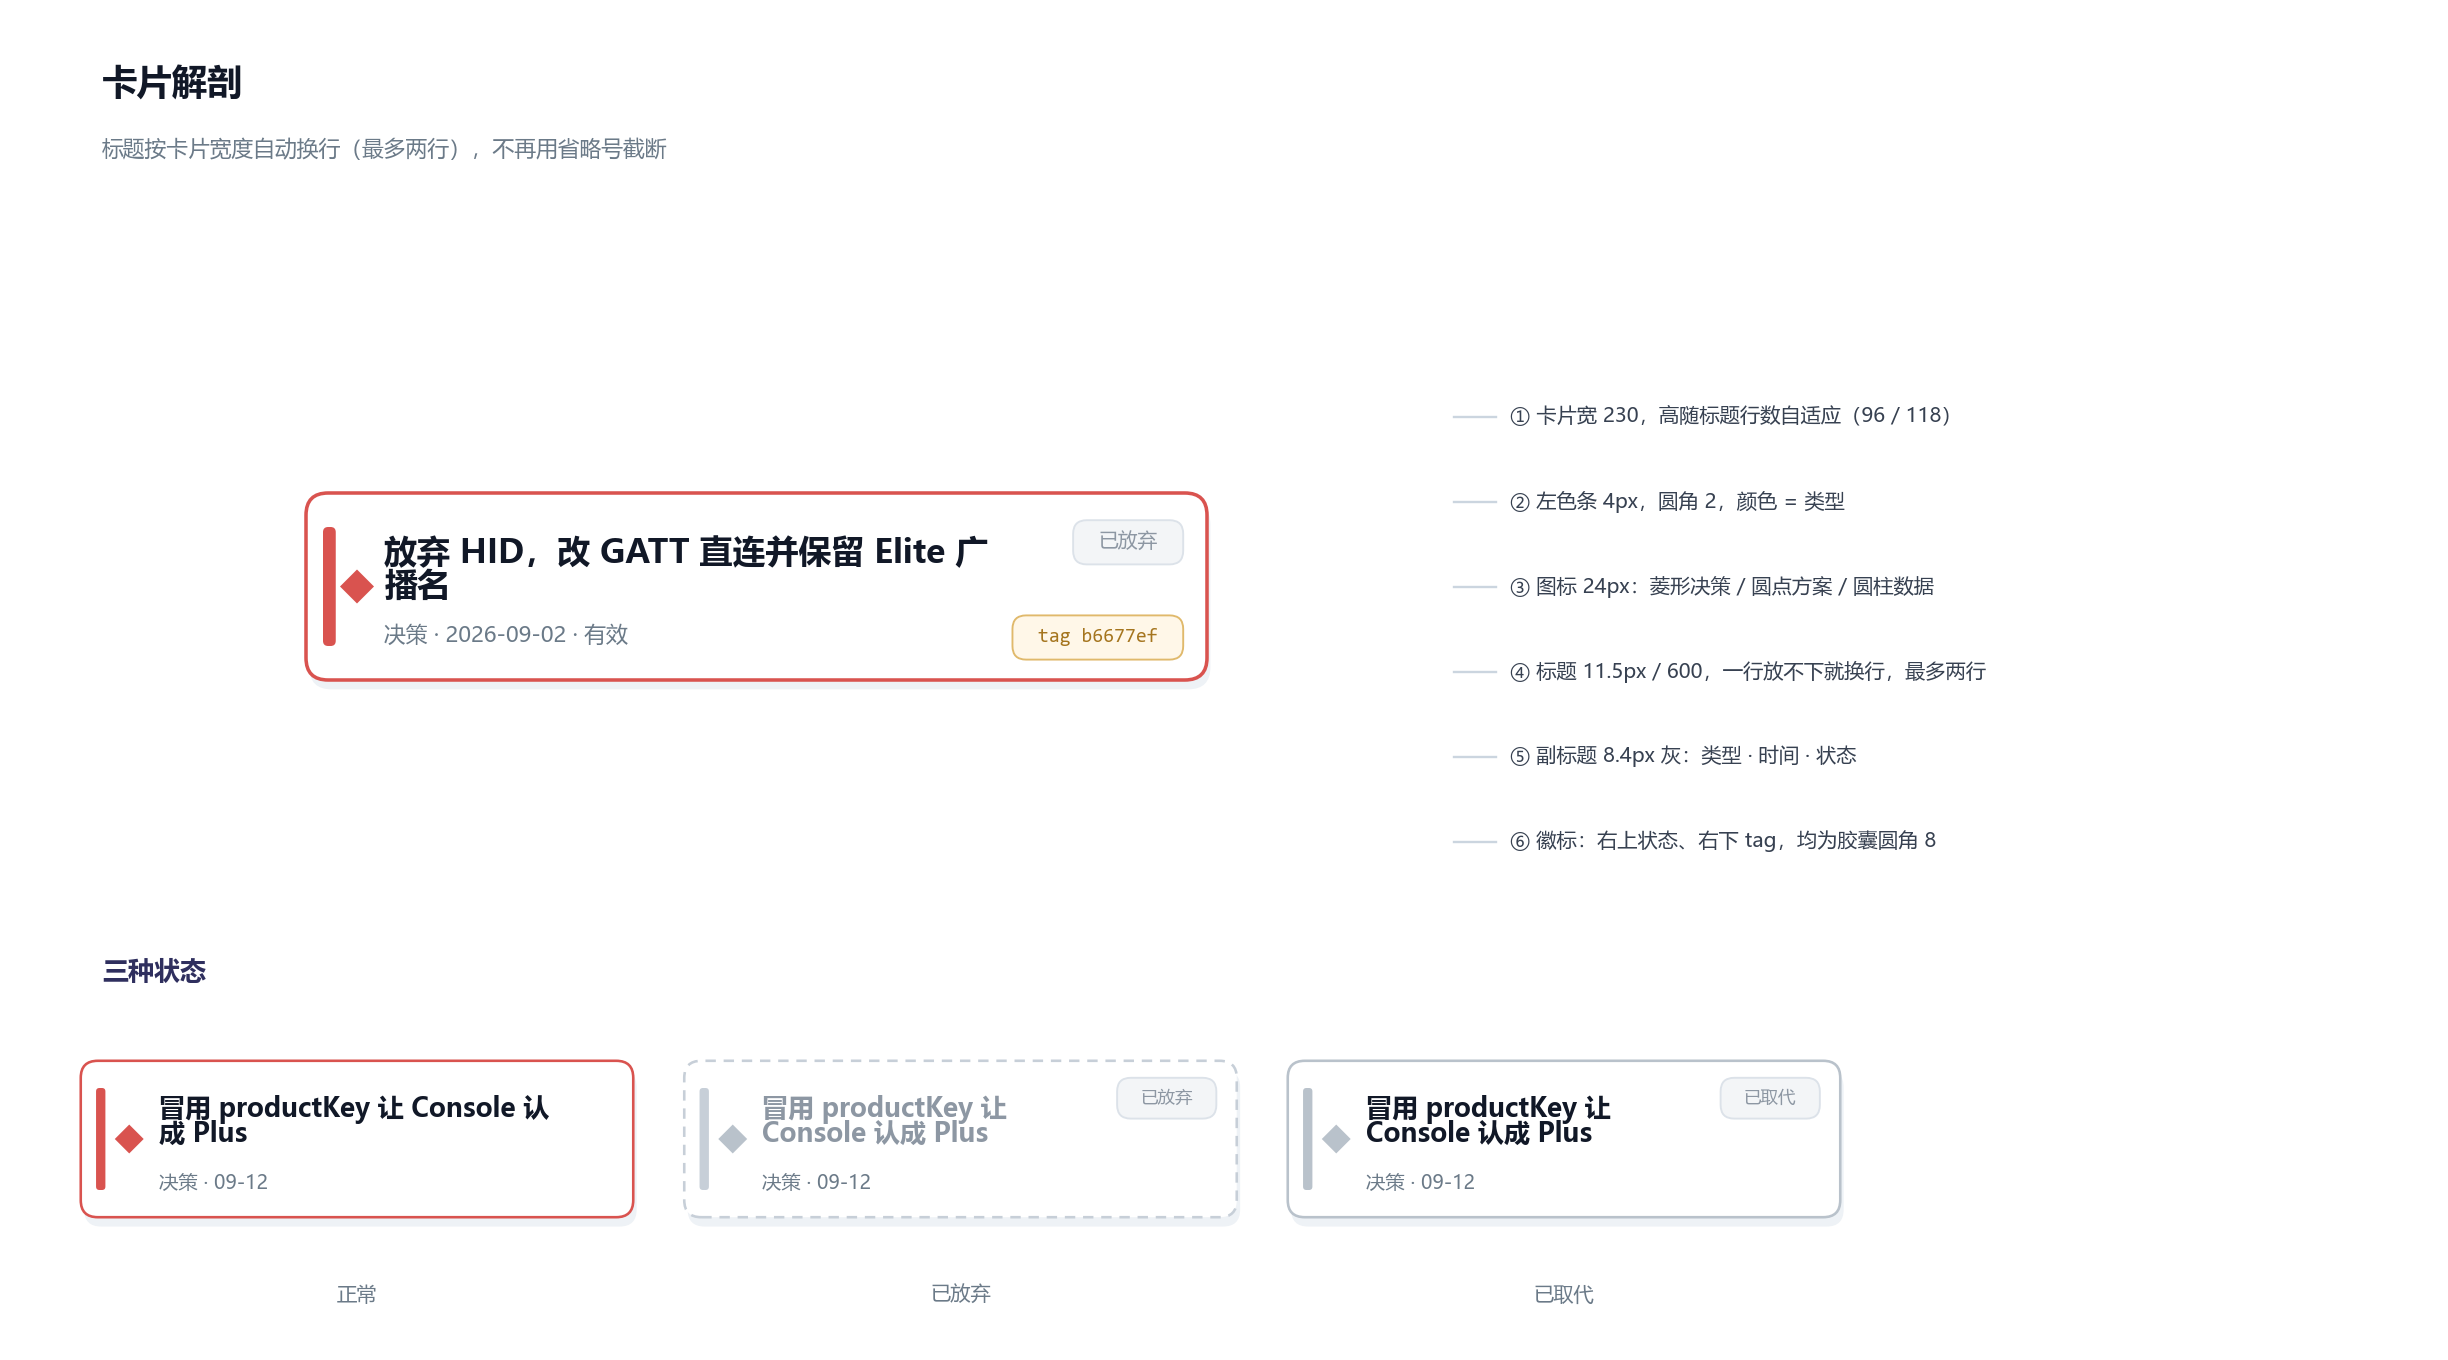 卡片解剖
标题按卡片宽度自动换行（最多两行），不再用省略号截断
放弃 HID，改 GATT 直连并保留 Elite 广
播名
已放弃
决策 · 2026-09-02 · 有效
tag b6677ef
① 卡片宽 230，高随标题行数自适应（96 / 118）
② 左色条 4px，圆角 2，颜色 = 类型
③ 图标 24px：菱形决策 / 圆点方案 / 圆柱数据
④ 标题 11.5px / 600，一行放不下就换行，最多两行
⑤ 副标题 8.4px 灰：类型 · 时间 · 状态
⑥ 徽标：右上状态、右下 tag，均为胶囊圆角 8
三种状态
冒用 productKey 让 Console 认
成 Plus
决策 · 09-12
正常
冒用 productKey 让
Console 认成 Plus
已放弃
决策 · 09-12
已放弃
冒用 productKey 让
Console 认成 Plus
已取代
决策 · 09-12
已取代